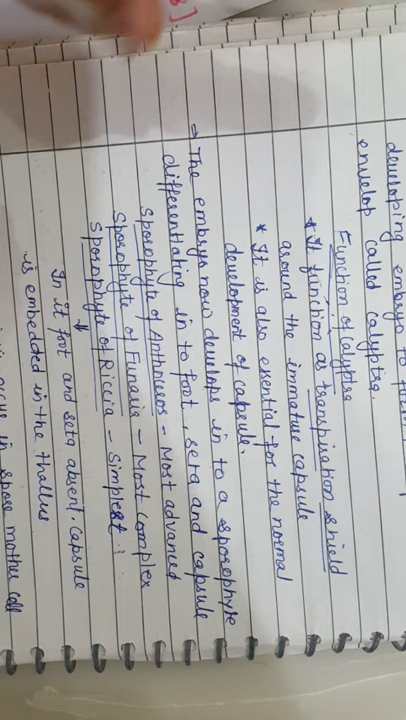 developing embryo to
envelop called calyptra.
Function of Calyptra
* It function as transpiration shield
around the immature capsule
* It is also esential for the normal
development of capsule.
→ The embryo now develops in to a sporophyte
differentiating in to foot, seta and capsule
Sporophyte of Anthoceros - Most advanced
Sporophyte of Funaria - Most Complex
Sporophyte of Riccia - Simplest :
↓
In it foot and seta absent. Capsule
is embedded in the thallus
in spore mother cell